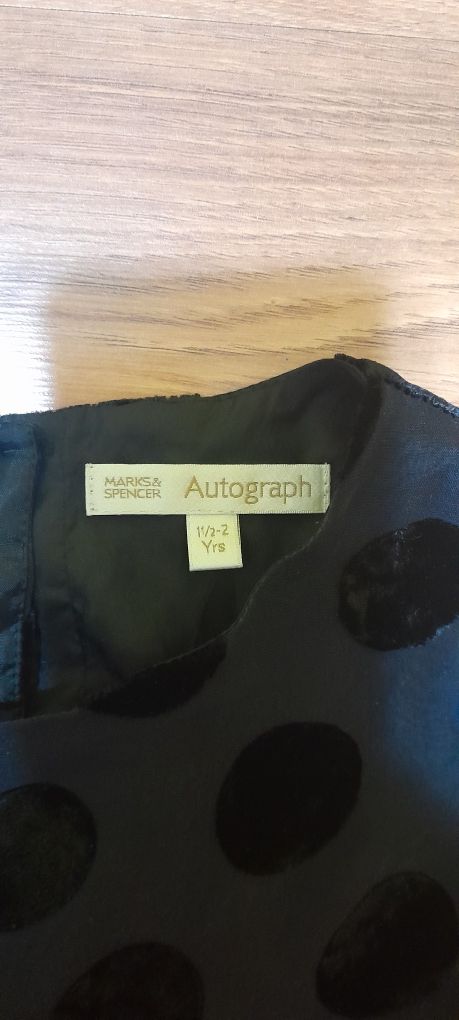 MARKS&
SPENCER
Autograph
1½-2
Yrs